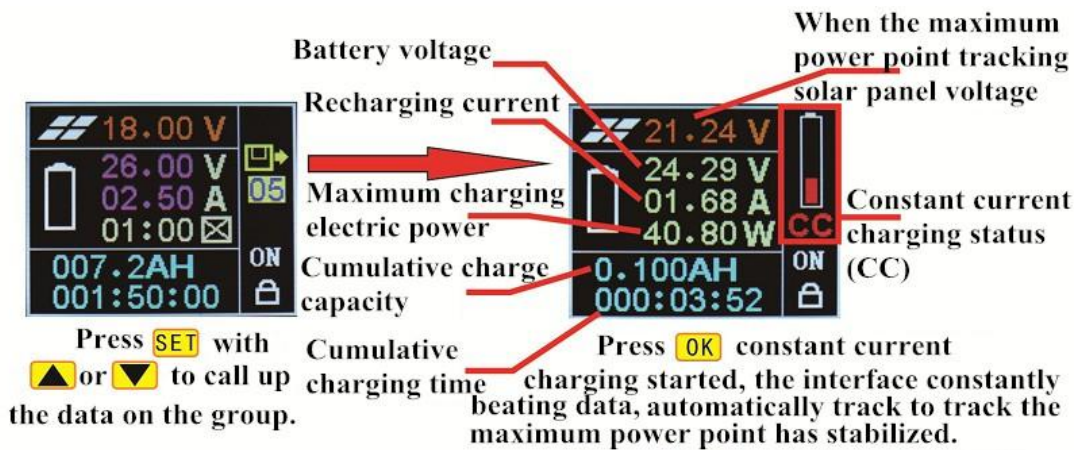 Battery voltage
Recharging current
Maximum charging
electric power
Cumulative charge
capacity
Cumulative
charging time
When the maximum
power point tracking
solar panel voltage
Constant current
charging status
(CC)
18.00 V
26.00 V
02.50 A
01:00
05
007.2AH
001:50:00
ON
21.24 V
24.29 V
01.68 A
40.80 W
CC
0.100AH
000:03:52
ON
Press SET with
▲ or ▼ to call up
the data on the group.
Press OK constant current
charging started, the interface constantly
beating data, automatically track to track the
maximum power point has stabilized.